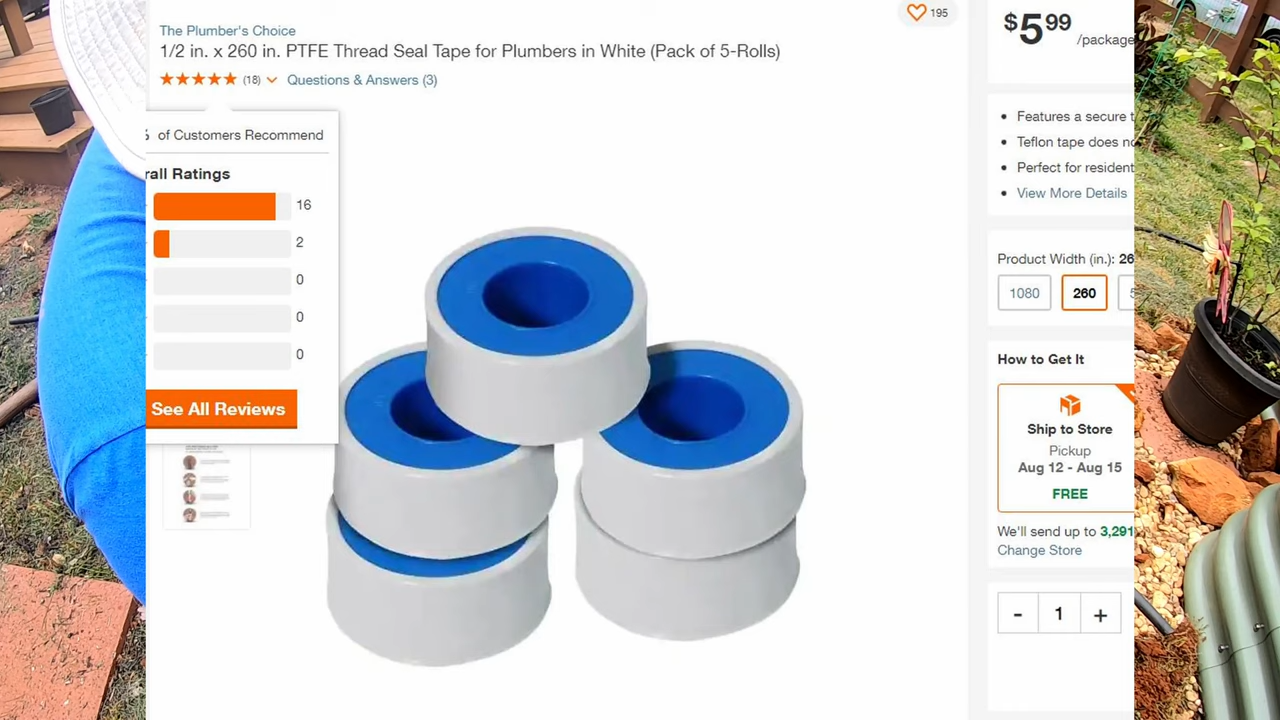 The Plumber's Choice
1/2 in. x 260 in. PTFE Thread Seal Tape for Plumbers in White (Pack of 5-Rolls)
(18)
Questions & Answers (3)
195
% of Customers Recommend
rall Ratings
16
2
0
0
0
See All Reviews
$5 99
/package
Features a secure t
Teflon tape does no
Perfect for resident
View More Details
Product Width (in.): 26
1080
260
5
How to Get It
Ship to Store
Pickup
Aug 12 - Aug 15
FREE
We'll send up to 3,291
Change Store
- 1 +